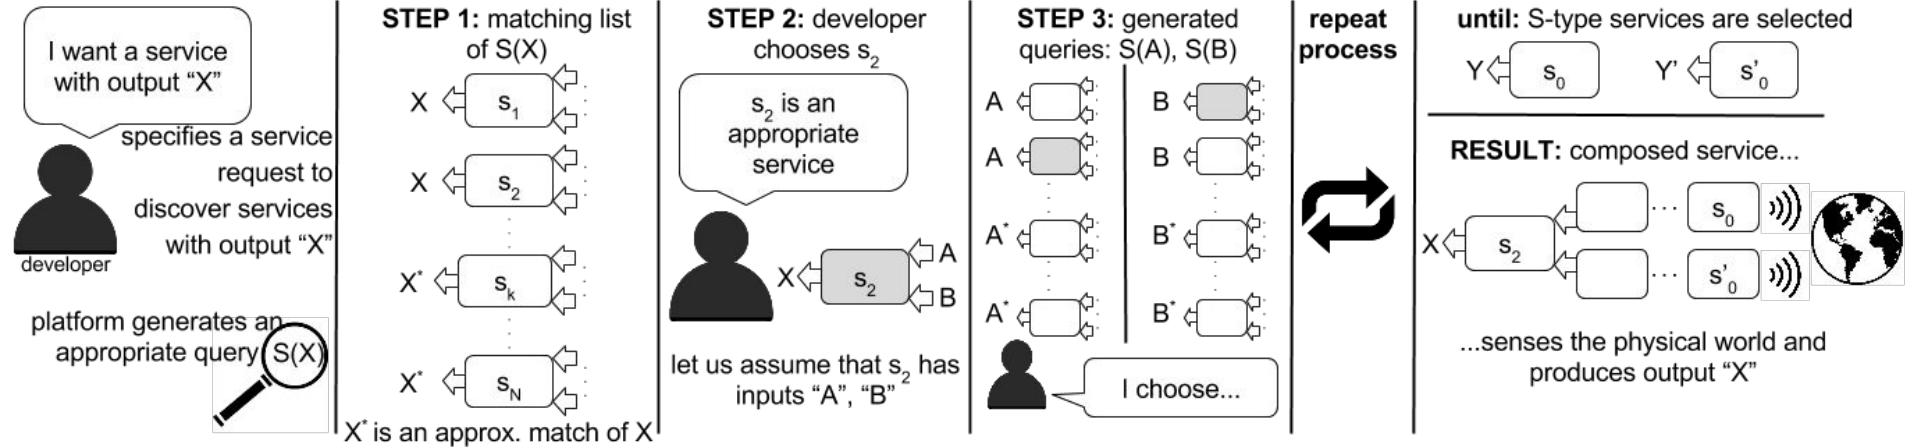 I want a service
with output “X”
specifies a service
request to
discover services
with output “X”
developer
platform generates an
appropriate query
S(X)
STEP 1: matching list
of S(X)
X
s1
X
s2
X*
sk
X*
sN
X* is an approx. match of X
STEP 2: developer
chooses s2
s2 is an
appropriate
service
X
s2
A
B
let us assume that s2 has
inputs “A”, “B”
STEP 3: generated
queries: S(A), S(B)
A
A
A*
A*
B
B
B*
B*
I choose...
repeat
process
until: S-type services are selected
Y
s0
Y'
s'0
RESULT: composed service...
X
s2
...
s0
...
s'0
...senses the physical world and
produces output “X”